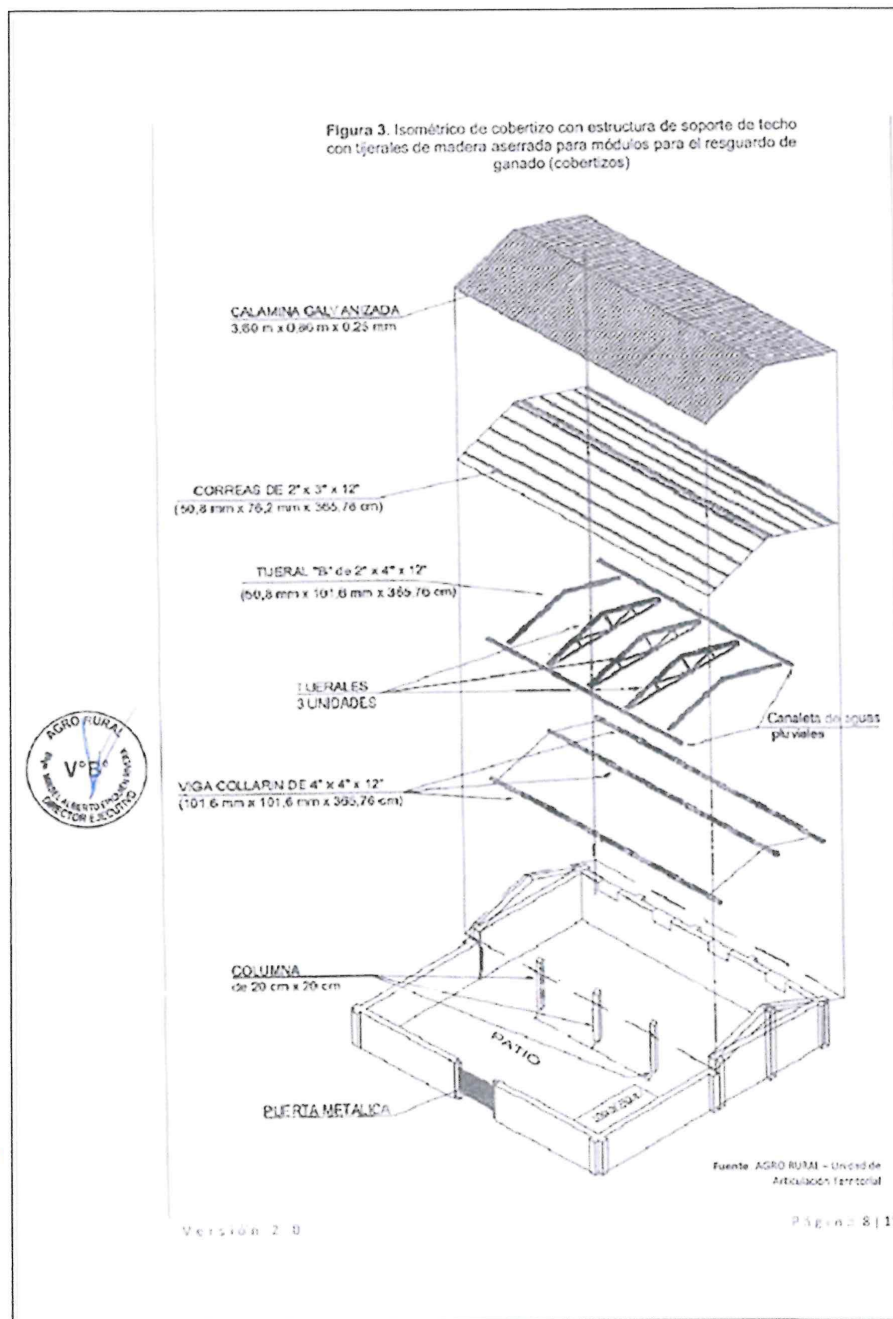 Figura 3. Isométrico de cobertizo con estructura de soporte de techo
con tijerales de madera aserrada para módulos para el resguardo de
ganado (cobertizos)
CALAMINA GALVANIZADA
3,60 m x 0,80 m x 0.25 mm
CORREAS DE 2" x 3" x 12"
(50,8 mm x 76,2 mm x 365,76 cm)
TIJERAL "B" de 2" x 4" x 12"
(50,8 mm x 101,6 mm x 365,76 cm)
TIJERALES
3 UNIDADES
Canaleta de aguas
pluviales
AGRO RURAL
V°B°
ALBERTO
DIRECTOR EJECUTIVO
VIGA COLLARIN DE 4" x 4" x 12"
(101,6 mm x 101,6 mm x 365,76 cm)
COLUMNA
de 20 cm x 20 cm
PATIO
PUERTA METALICA
Fuente: AGRO RURAL – Unidad de
Articulación Territorial
Versión 2.0
Página 8 | 1